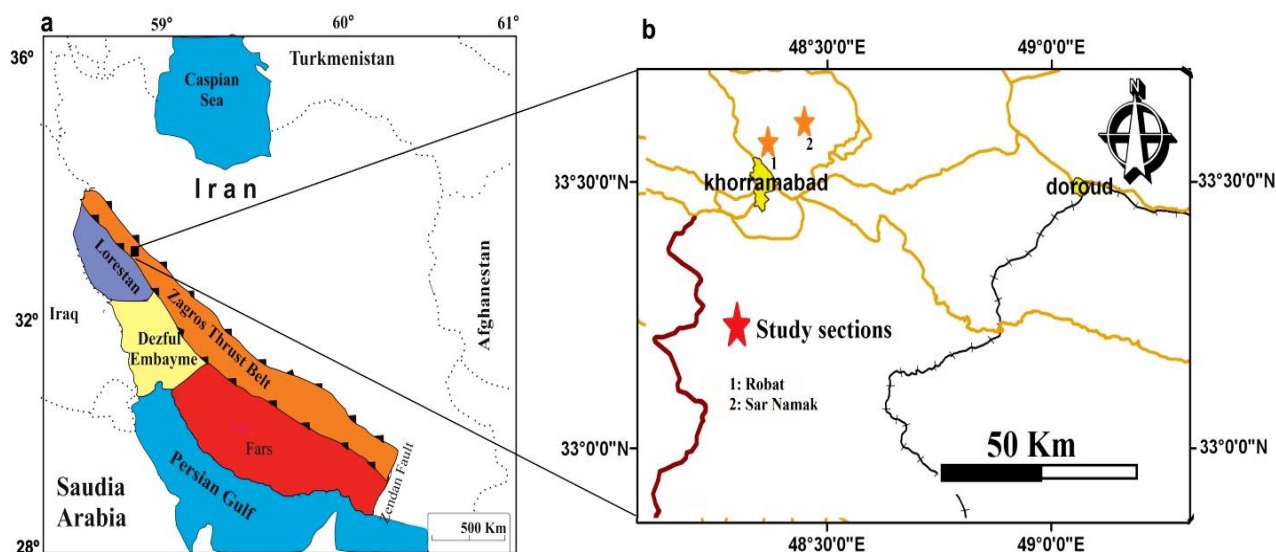 a
59°
60°
61°
36°
Turkmenistan
Caspian
Sea
Iran
Lorestan
Zagros Thrust Belt
Afghanestan
Iraq
32°
Dezful
Embayme
Fars
Zendan Fault
Persian Gulf
Saudia
Arabia
500 Km
28°
b
48°30'0"E
49°0'0"E
N
2
1
33°30'0"N
khorramabad
doroud
33°30'0"N
Study sections
1: Robat
2: Sar Namak
33°0'0"N
50 Km
33°0'0"N
48°30'0"E
49°0'0"E